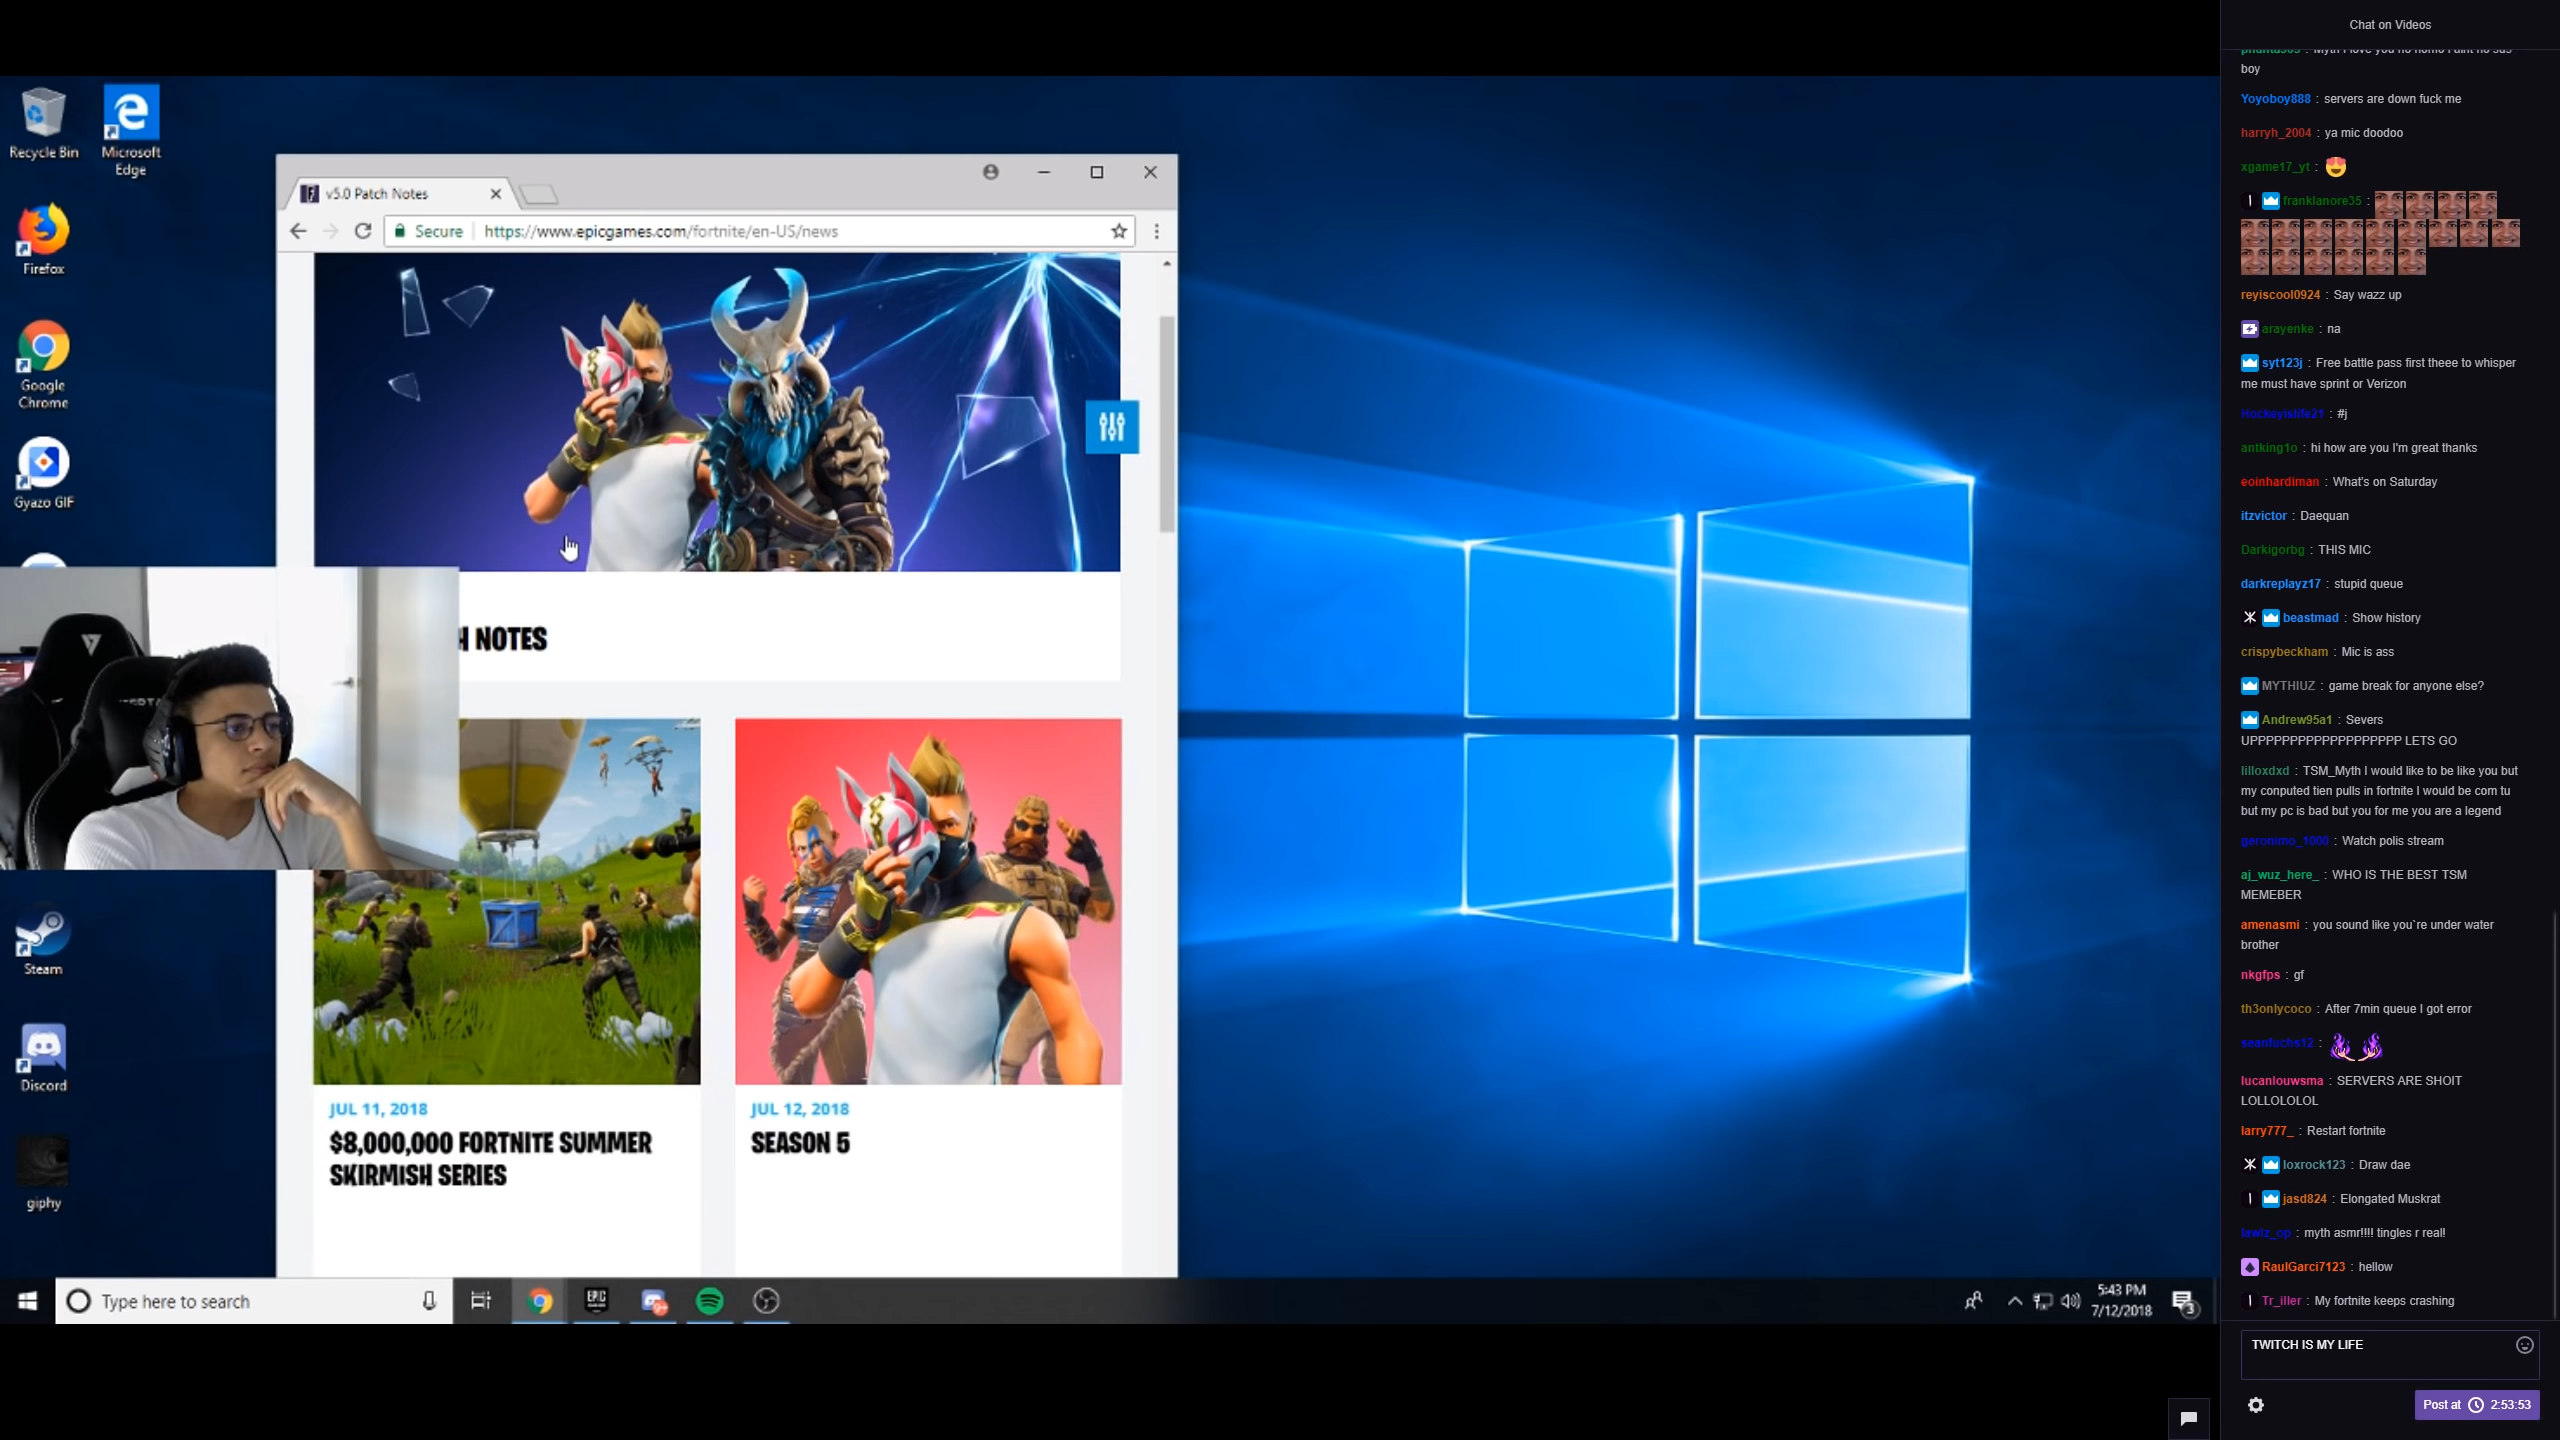 Recycle Bin
Microsoft
Edge
Firefox
Google
Chrome
Gyazo GIF
Steam
Discord
giphy
v5.0 Patch Notes
Secure
https://www.epicgames.com/fortnite/en-US/news
NOTES
JUL 11, 2018
$8,000,000 FORTNITE SUMMER
SKIRMISH SERIES
JUL 12, 2018
SEASON 5
Type here to search
EPIC
5:43 PM
7/12/2018
3
Chat on Videos
boy
Yoyoboy888 : servers are down fuck me
harryh_2004 : ya mic doodoo
xgame17_yt :
franklanore35 :
reyiscool0924 : Say wazz up
arayenke : na
syt123j : Free battle pass first theee to whisper
me must have sprint or Verizon
Huckeyislife21 : #j
antking1o : hi how are you I'm great thanks
eoinhardiman : What's on Saturday
itzvictor : Daequan
Darkigorbg : THIS MIC
darkreplayz17 : stupid queue
beastmad : Show history
crispybeckham : Mic is ass
MYTHIUZ : game break for anyone else?
Andrew95a1 : Severs
UPPPPPPPPPPPPPPPPPP LETS GO
lilloxdxd : TSM_Myth I would like to be like you but
my conputed tien pulls in fortnite I would be com tu
but my pc is bad but you for me you are a legend
geronimo_1000 : Watch polis stream
aj_wuz_here_ : WHO IS THE BEST TSM
MEMEBER
amenasmi : you sound like you`re under water
brother
nkgfps : gf
th3onlycoco : After 7min queue I got error
seanfuchs12 :
lucanlouwsma : SERVERS ARE SHOIT
LOLLOLOLOL
larry777_ : Restart fortnite
loxrock123 : Draw dae
jasd824 : Elongated Muskrat
lawlz_op : myth asmr!!!! tingles r real!
RaulGarci7123 : hellow
Tr_iller : My fortnite keeps crashing
TWITCH IS MY LIFE
Post at 2:53:53